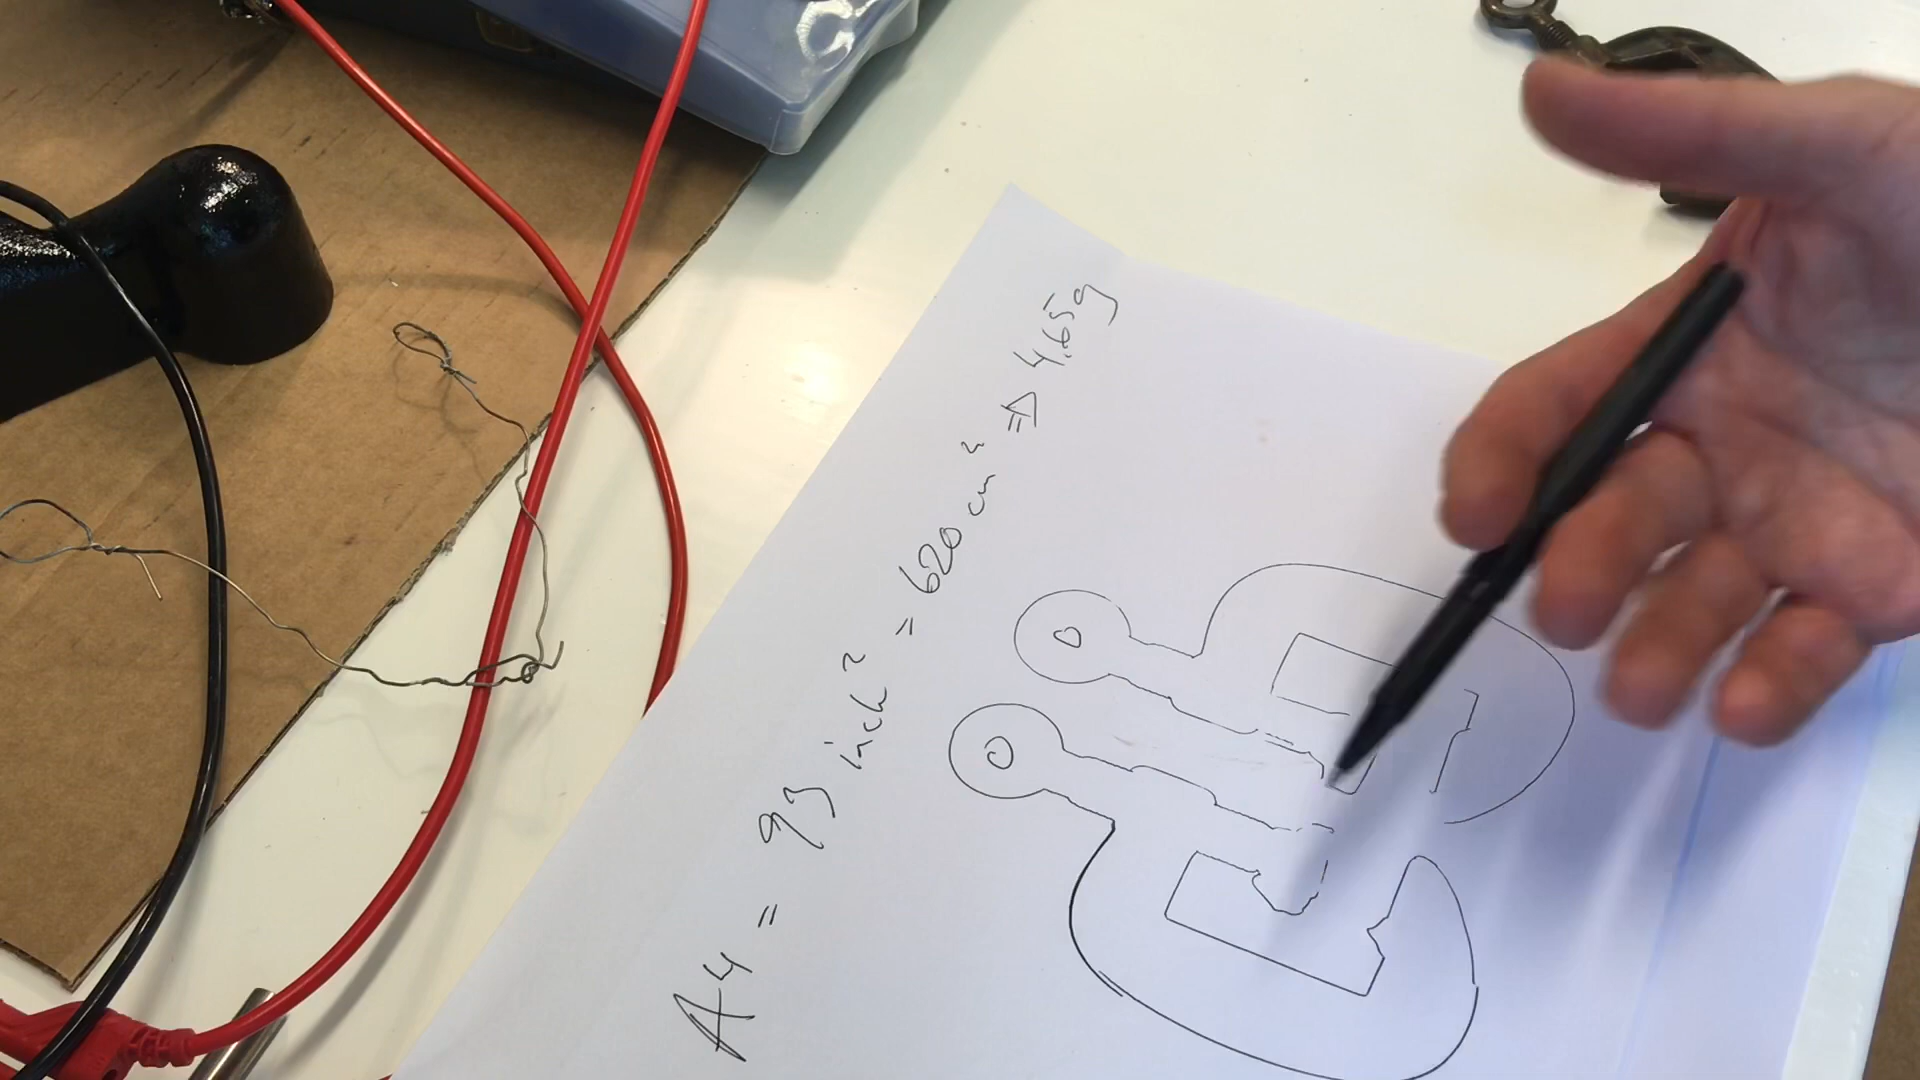 A4 = 93 inch² = 620 cm² ⇒ 4.65g